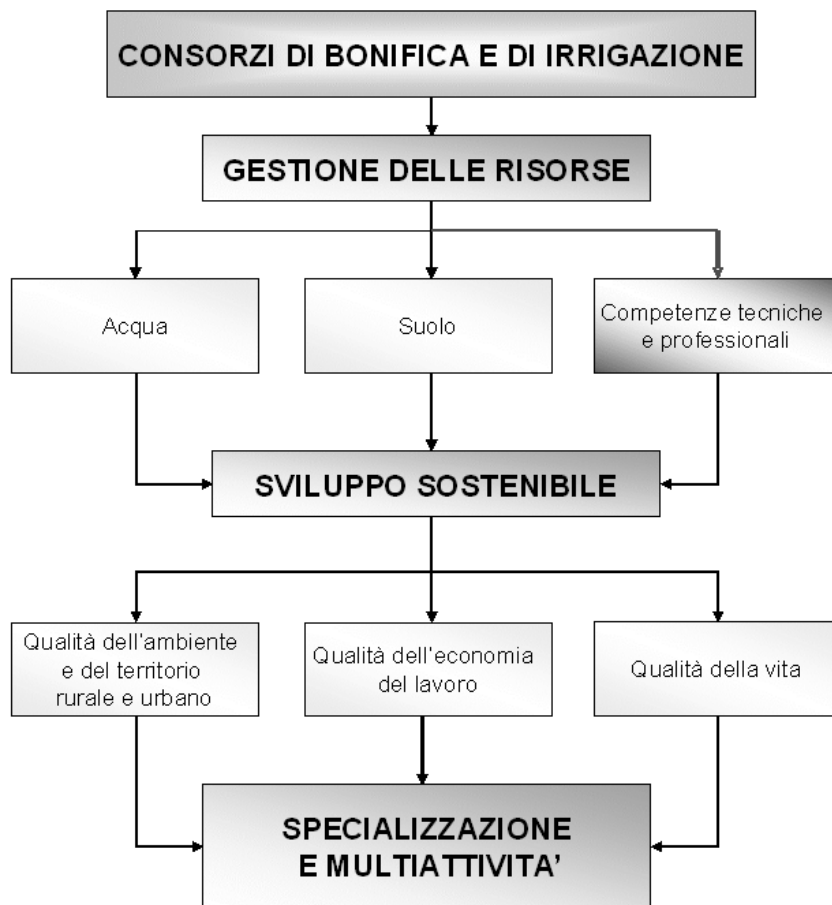 CONSORZI DI BONIFICA E DI IRRIGAZIONE
GESTIONE DELLE RISORSE
Acqua
Suolo
Competenze tecniche
e professionali
SVILUPPO SOSTENIBILE
Qualità dell'ambiente
e del territorio
rurale e urbano
Qualità dell'economia
del lavoro
Qualità della vita
SPECIALIZZAZIONE
E MULTIATTIVITA'